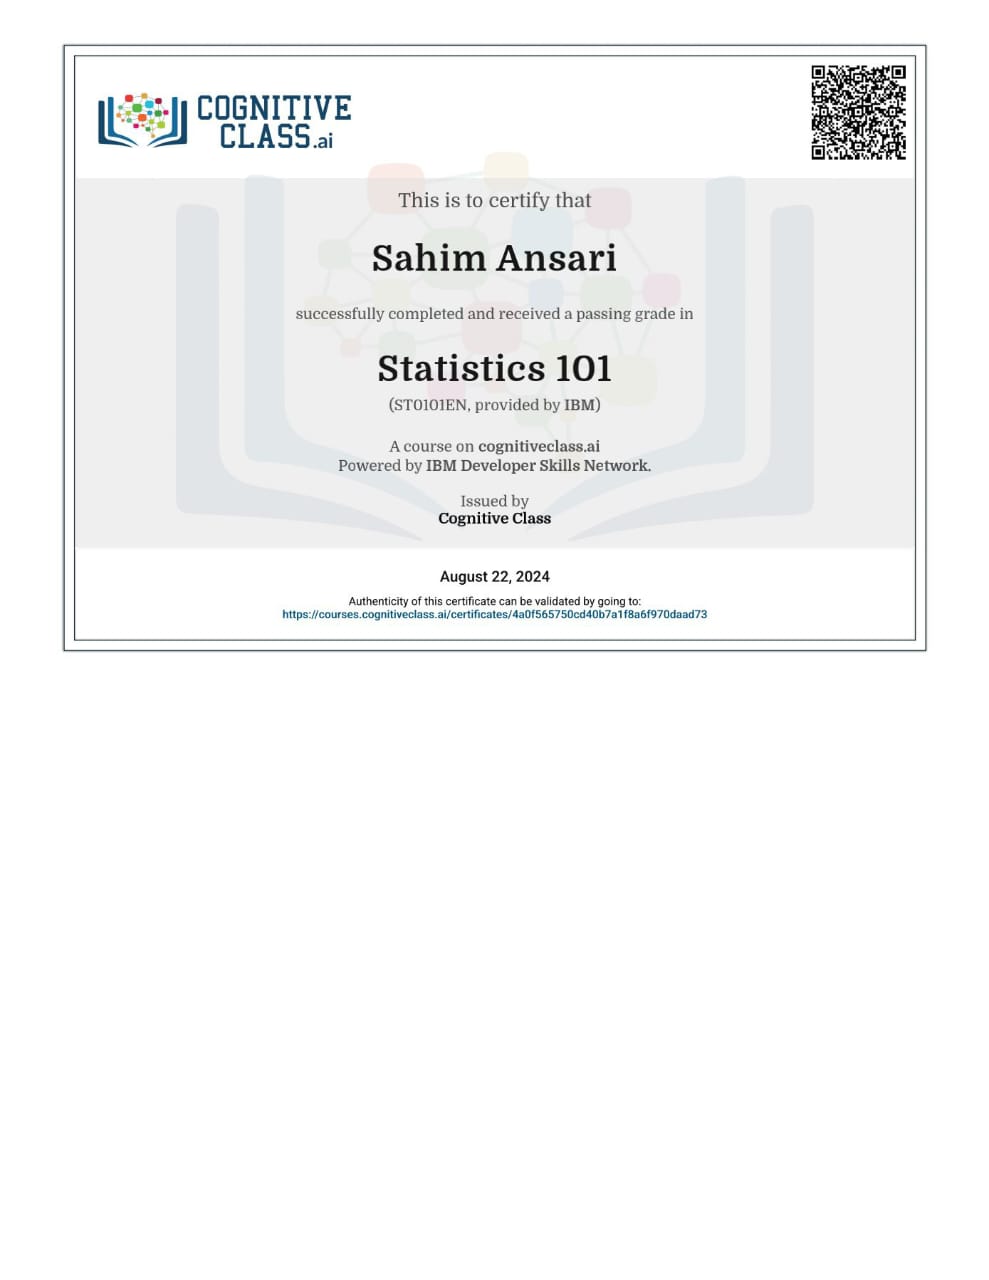 COGNITIVE
CLASS.ai
This is to certify that
Sahim Ansari
successfully completed and received a passing grade in
Statistics 101
(ST0101EN, provided by IBM)
A course on cognitiveclass.ai
Powered by IBM Developer Skills Network.
Issued by
Cognitive Class
August 22, 2024
Authenticity of this certificate can be validated by going to:
https://courses.cognitiveclass.ai/certificates/4a0f565750cd40b7a1f8a6f970daad73